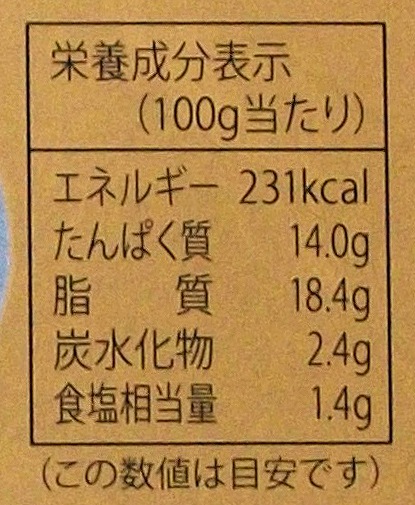 栄養成分表示
(100g当たり)
エネルギー 231kcal
たんぱく質 14.0g
脂 質 18.4g
炭水化物 2.4g
食塩相当量 1.4g
(この数値は目安です)